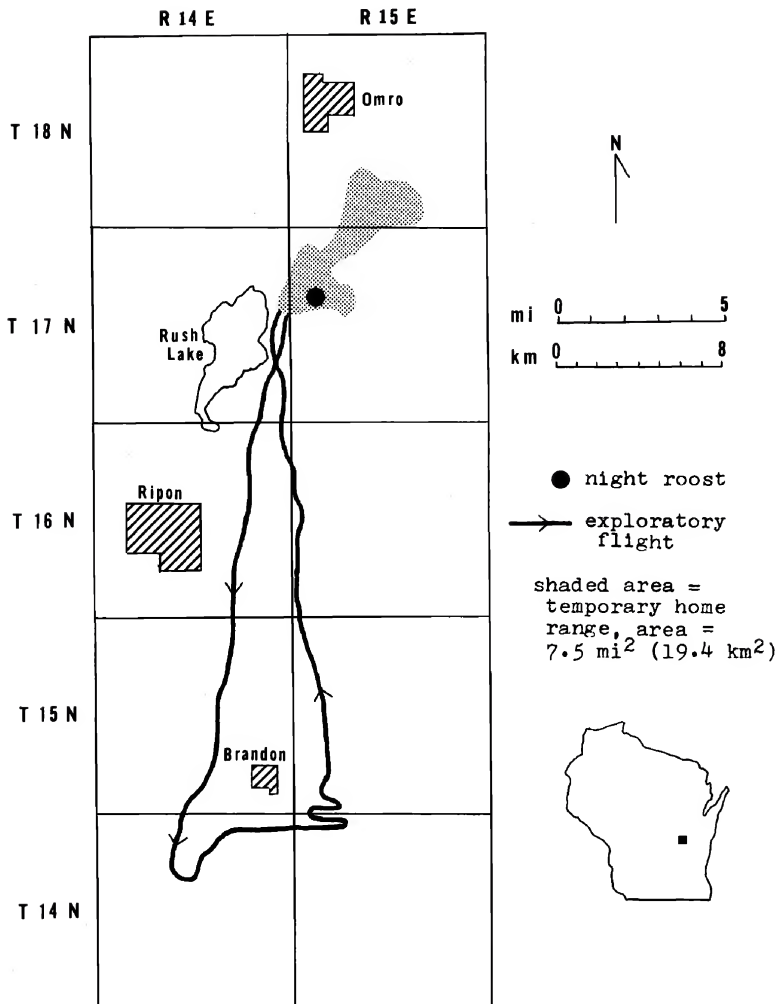 R 14 E
R 15 E
T 18 N
Omro
N
T 17 N
Rush
Lake
mi 0 5
km 0 8
Ripon
T 16 N
night roost
exploratory
flight
shaded area =
temporary home
range, area =
7.5 mi² (19.4 km²)
T 15 N
Brandon
T 14 N